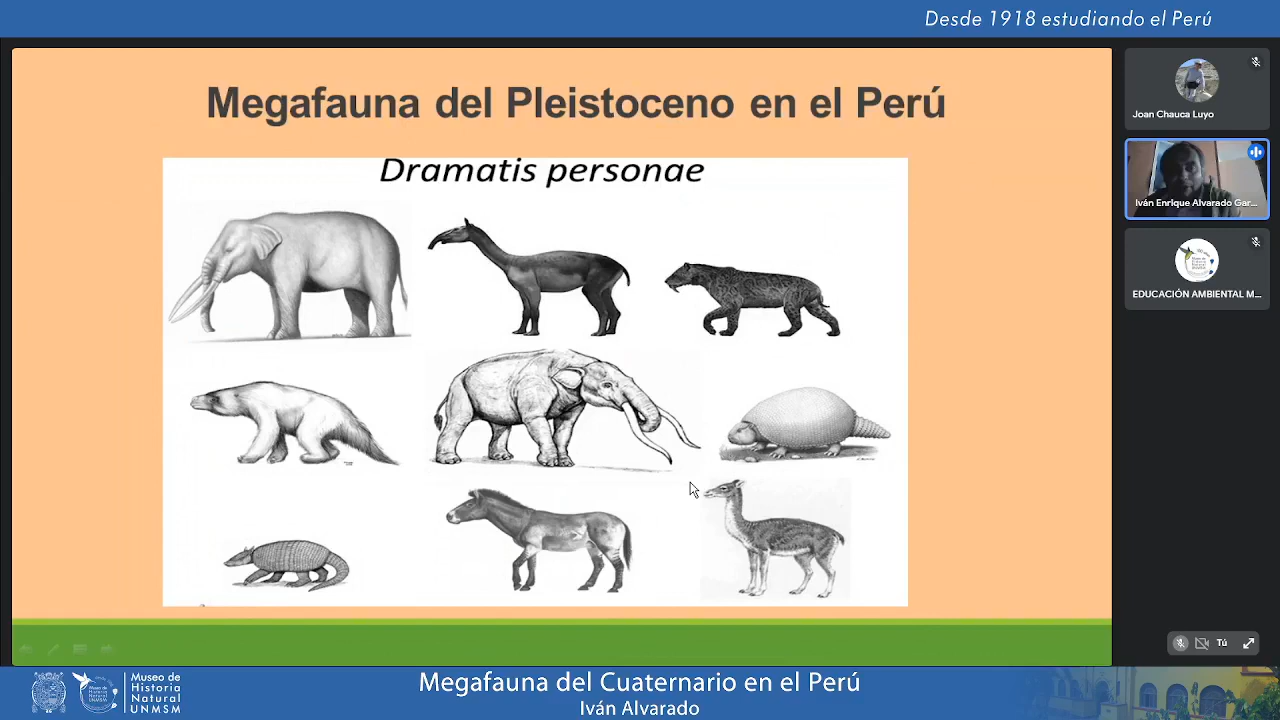 Desde 1918 estudiando el Perú
Megafauna del Pleistoceno en el Perú
Dramatis personae
Joan Chauca Luyo
Iván Enrique Alvarado Gar...
EDUCACIÓN AMBIENTAL M...
Tú
Museo de
Historia
Natural
UNMSM
Megafauna del Cuaternario en el Perú
Iván Alvarado